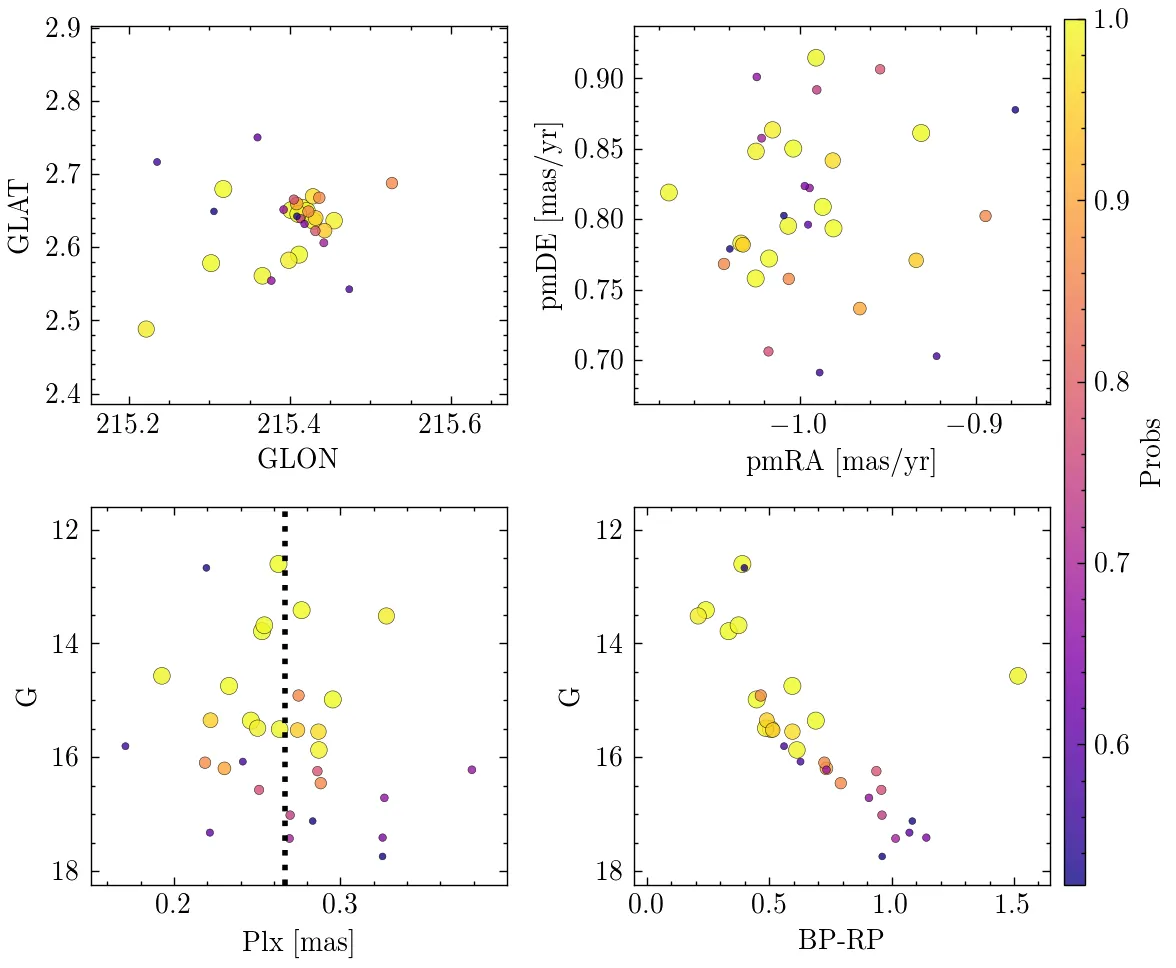 2.9
2.8
2.7
2.6
2.5
2.4
GLAT
215.2 215.4 215.6
GLON
0.90
0.85
0.80
0.75
0.70
pmDE [mas/yr]
−1.0 −0.9
pmRA [mas/yr]
12
14
16
18
G
0.2 0.3
Plx [mas]
12
14
16
18
G
0.0 0.5 1.0 1.5
BP-RP
1.0
0.9
0.8
0.7
0.6
Probs